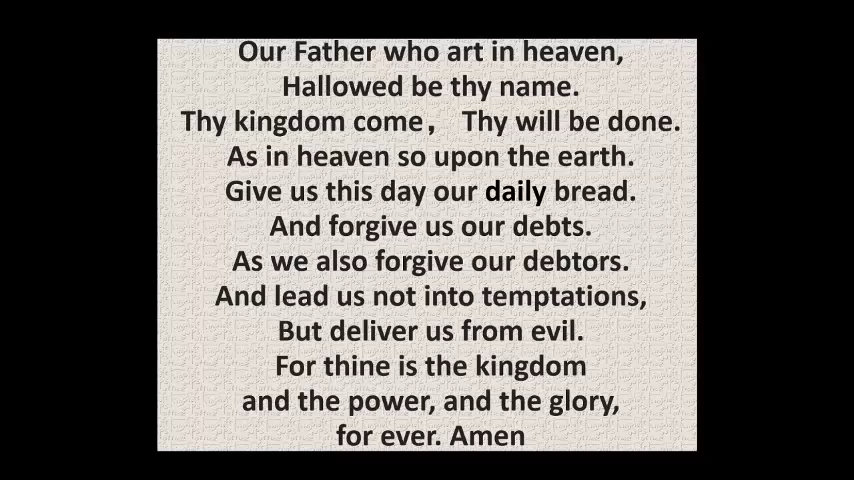 Our Father who art in heaven,
Hallowed be thy name.
Thy kingdom come， Thy will be done.
As in heaven so upon the earth.
Give us this day our daily bread.
And forgive us our debts.
As we also forgive our debtors.
And lead us not into temptations,
But deliver us from evil.
For thine is the kingdom
and the power, and the glory,
for ever. Amen